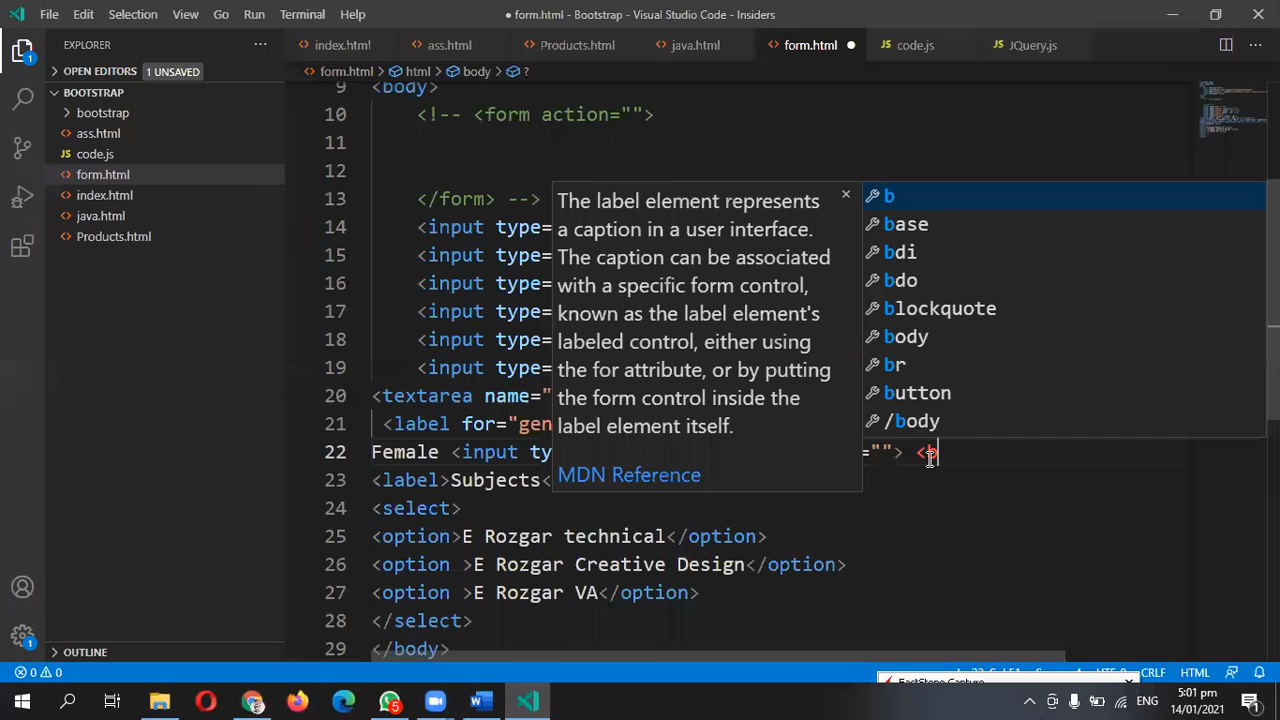 File Edit Selection View Go Run Terminal Help
● form.html - Bootstrap - Visual Studio Code - Insiders
EXPLORER ···
index.html ass.html Products.html java.html form.html ● code.js JQuery.js
OPEN EDITORS 1 UNSAVED
form.html > html > body > ?
BOOTSTRAP
bootstrap
ass.html
code.js
form.html
index.html
java.html
Products.html
OUTLINE
9 <body>
10 <!-- <form action="">
11
12
13 </form> -->
14 <input type=
15 <input type=
16 <input type=
17 <input type=
18 <input type=
19 <input type=
20 <textarea name="
21 <label for="gen
22 Female <input ty =""> <b
23 <label>Subjects<
24 <select>
25 <option>E Rozgar technical</option>
26 <option >E Rozgar Creative Design</option>
27 <option >E Rozgar VA</option>
28 </select>
29 </body>
The label element represents
a caption in a user interface.
The caption can be associated
with a specific form control,
known as the label element's
labeled control, either using
the for attribute, or by putting
the form control inside the
label element itself.
MDN Reference
b
base
bdi
bdo
blockquote
body
br
button
/body
1
1
0 0
CRLF HTML
FastStone Capture
5
ENG
5:01 pm
14/01/2021
1